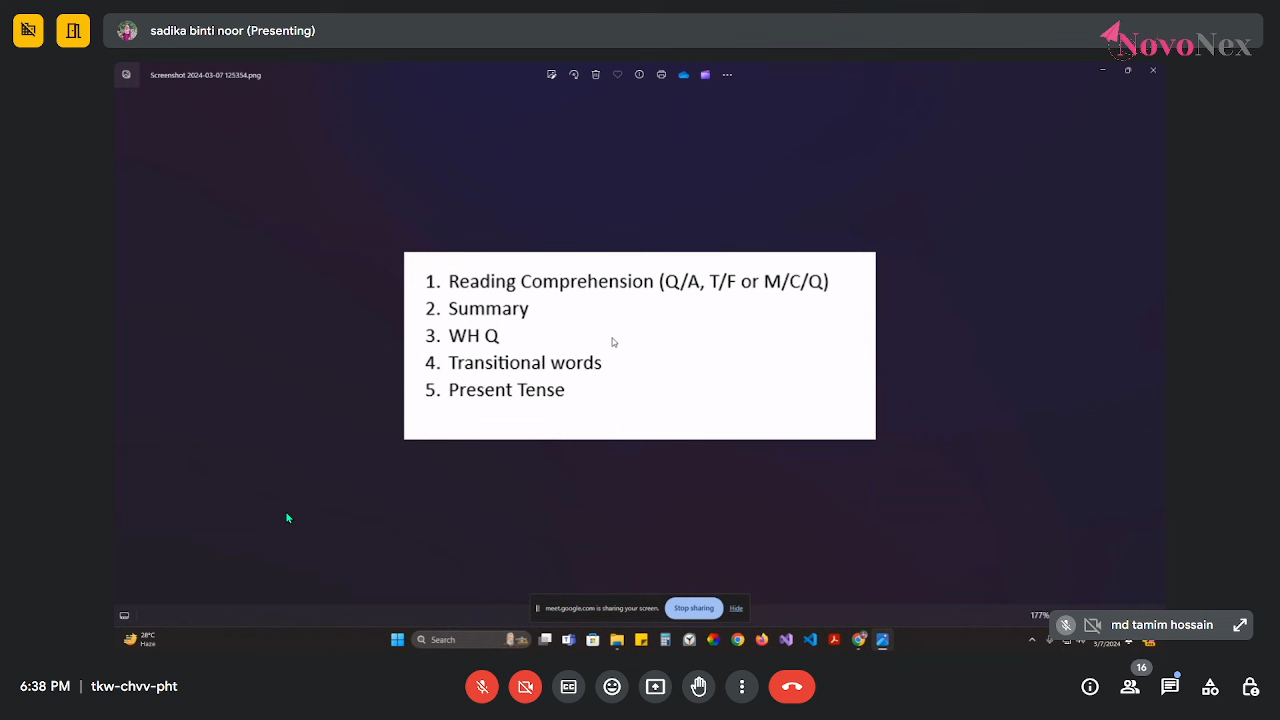 sadika binti noor (Presenting)
NovoNex
Screenshot 2024-03-07 125354.png
1. Reading Comprehension (Q/A, T/F or M/C/Q)
2. Summary
3. WH Q
4. Transitional words
5. Present Tense
meet.google.com is sharing your screen.
Stop sharing
Hide
177%
md tamim hossain
28°C
Haze
Search
3/7/2024
16
6:38 PM
tkw-chvv-pht